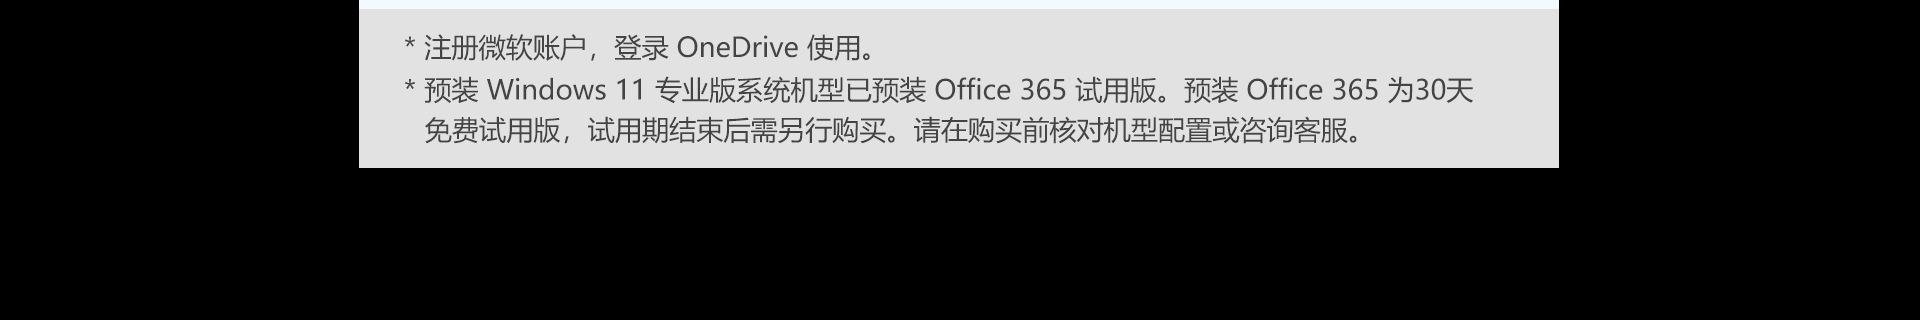 * 注册微软账户，登录 OneDrive 使用。
* 预装 Windows 11 专业版系统机型已预装 Office 365 试用版。预装 Office 365 为30天
免费试用版，试用期结束后需另行购买。请在购买前核对机型配置或咨询客服。